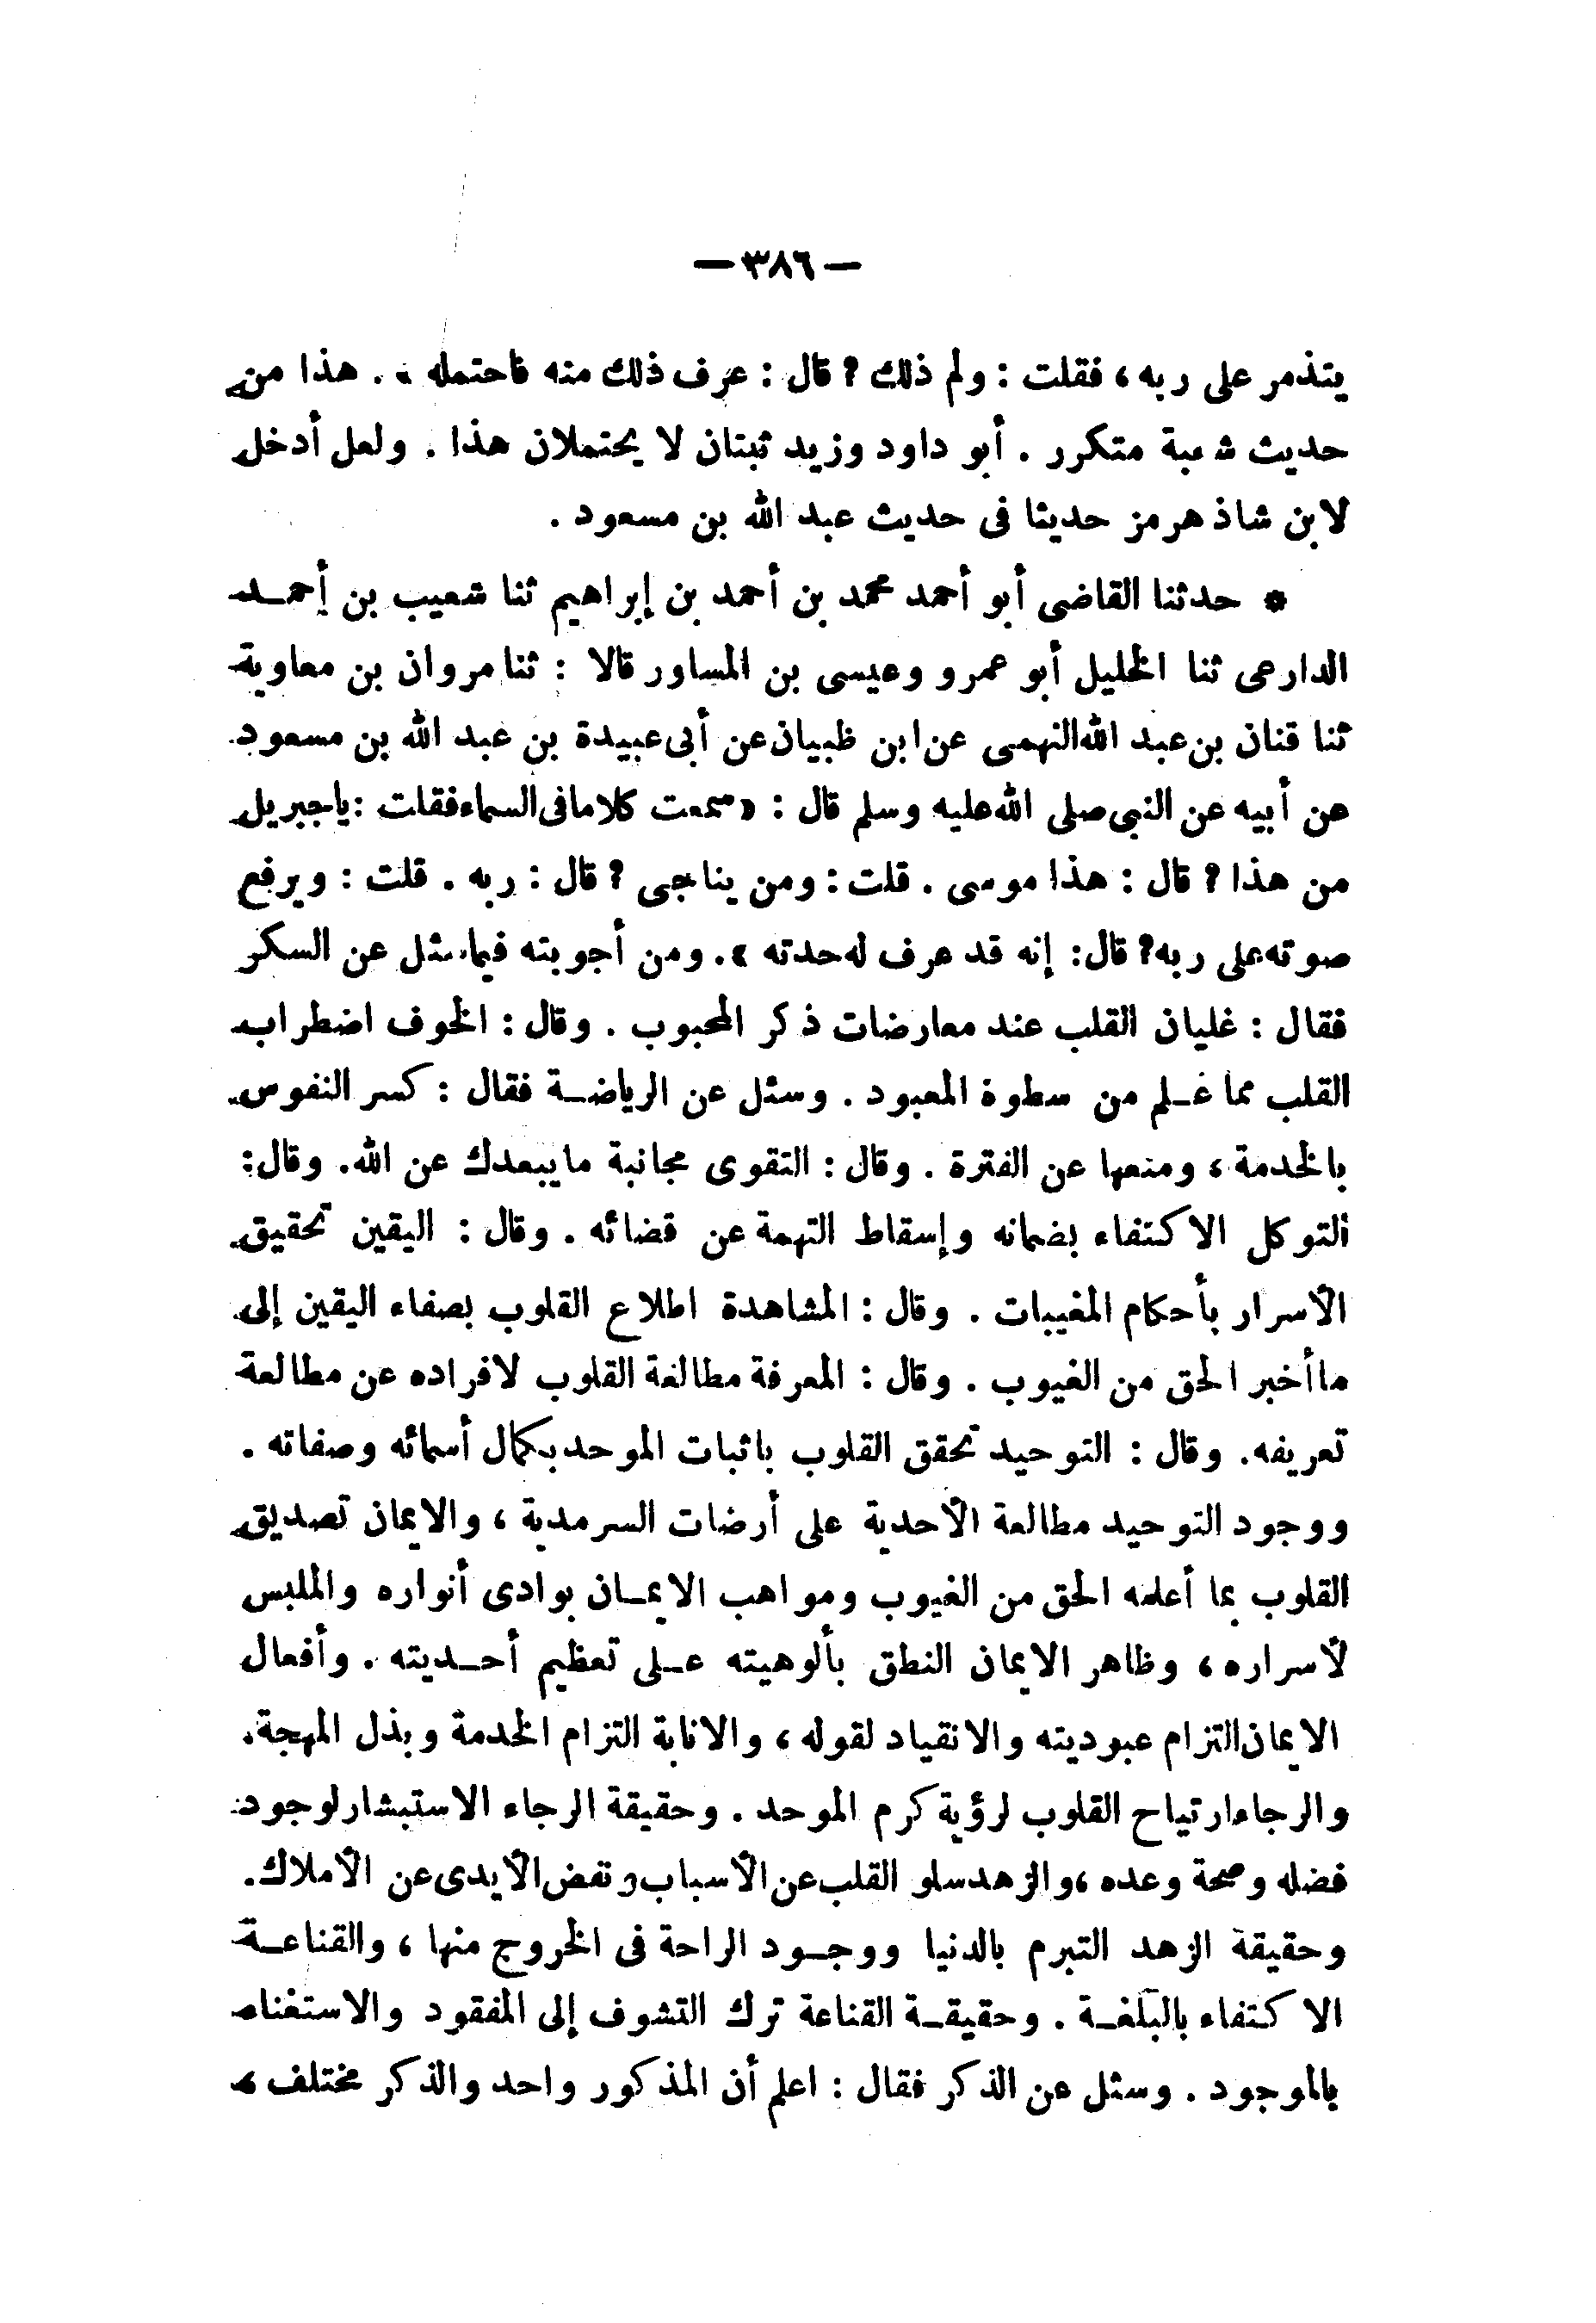 — ٣٨٦ —
يتذمر على ربه ، فقلت : ولم ذلك ؟ قال : عرف ذلك منه فاحتمله » . هذا من
حديث شعبة متكرر . أبو داود وزيد ثبتان لا يحتملان هذا . ولعل أدخل
لابن شاذ هرمز حديثا فى حديث عبد الله بن مسعود .
* حدثنا القاضى أبو أحمد محمد بن أحمد بن إبراهيم ثنا شعيب بن أحمد
الدارعى ثنا الخليل أبو عمرو وعيسى بن المساور قالا : ثنا مروان بن معاوية
ثنا قنان بن عبد الله النهمى عن ابن ظبيان عن أبى عبيدة بن عبد الله بن مسعود
عن أبيه عن النبى صلى الله عليه وسلم قال : « سمعت كلاما فى السماء فقلت : يا جبريل
من هذا ؟ قال : هذا موسى . قلت : ومن يناجى ؟ قال : ربه . قلت : ويرفع
صوته على ربه ؟ قال : إنه قد عرف له حدته » . ومن أجوبته فيما سئل عن السكر
فقال : غليان القلب عند معارضات ذكر المحبوب . وقال : الخوف اضطراب
القلب مما علم من سطوة المعبود . وسئل عن الرياضة فقال : كسر النفوس
بالخدمة ، ومنعها عن الفترة . وقال : التقوى مجانبة ما يبعدك عن الله . وقال :
التوكل الاكتفاء بضمانه وإسقاط التهمة عن قضائه . وقال : اليقين تحقيق
الأسرار بأحكام المغيبات . وقال : المشاهدة اطلاع القلوب بصفاء اليقين إلى
ما أخبر الحق من الغيوب . وقال : المعرفة مطالعة القلوب لافراده عن مطالعة
تعريفه . وقال : التوحيد تحقق القلوب باثبات الموحد بكمال أسمائه وصفاته .
ووجود التوحيد مطالعة الأحدية على أرضات السرمدية ، والايمان تصديق
القلوب بما أعلمه الحق من الغيوب ومواهب الايمان بوادى أنواره والملبس
لأسراره ، وظاهر الايمان النطق بألوهيته على تعظيم أحديته . وأفعال
الايمان التزام عبوديته والانقياد لقوله ، والانابة التزام الخدمة وبذل المهجة .
والرجاء ارتياح القلوب لرؤية كرم الموحد . وحقيقة الرجاء الاستبشار لوجود
فضله وصحة وعده ، والزهد سلو القلب عن الأسباب ونفض الأيدى عن الأملاك .
وحقيقة الزهد التبرم بالدنيا ووجود الراحة فى الخروج منها ، والقناعة
الاكتفاء بالبلغة . وحقيقة القناعة ترك التشوف إلى المفقود والاستغناء
بالموجود . وسئل عن الذكر فقال : اعلم أن المذكور واحد والذكر مختلف ،